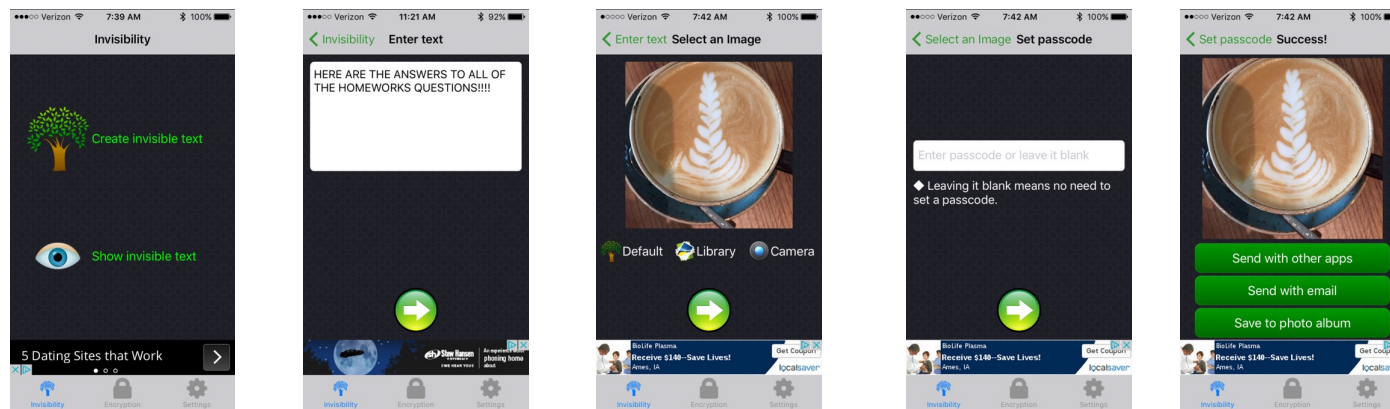 Verizon 7:39 AM 100%
Invisibility
Create invisible text
Show invisible text
5 Dating Sites that Work
Invisibility Encryption Settings
Verizon 11:21 AM 92%
Invisibility Enter text
HERE ARE THE ANSWERS TO ALL OF
THE HOMEWORKS QUESTIONS!!!!
Stew Hansen
phoning home
Invisibility Encryption Settings
Verizon 7:42 AM 100%
Enter text Select an Image
Default Library Camera
BioLife Plasma
Receive $140--Save Lives!
Ames, IA
Get Coupon
localsaver
Invisibility Encryption Settings
Verizon 7:42 AM 100%
Select an Image Set passcode
Enter passcode or leave it blank
Leaving it blank means no need to
set a passcode.
BioLife Plasma
Receive $140--Save Lives!
Ames, IA
Get Coupon
localsaver
Invisibility Encryption Settings
Verizon 7:42 AM 100%
Set passcode Success!
Send with other apps
Send with email
Save to photo album
BioLife Plasma
Receive $140--Save Lives!
Ames, IA
Invisibility Encryption Settings